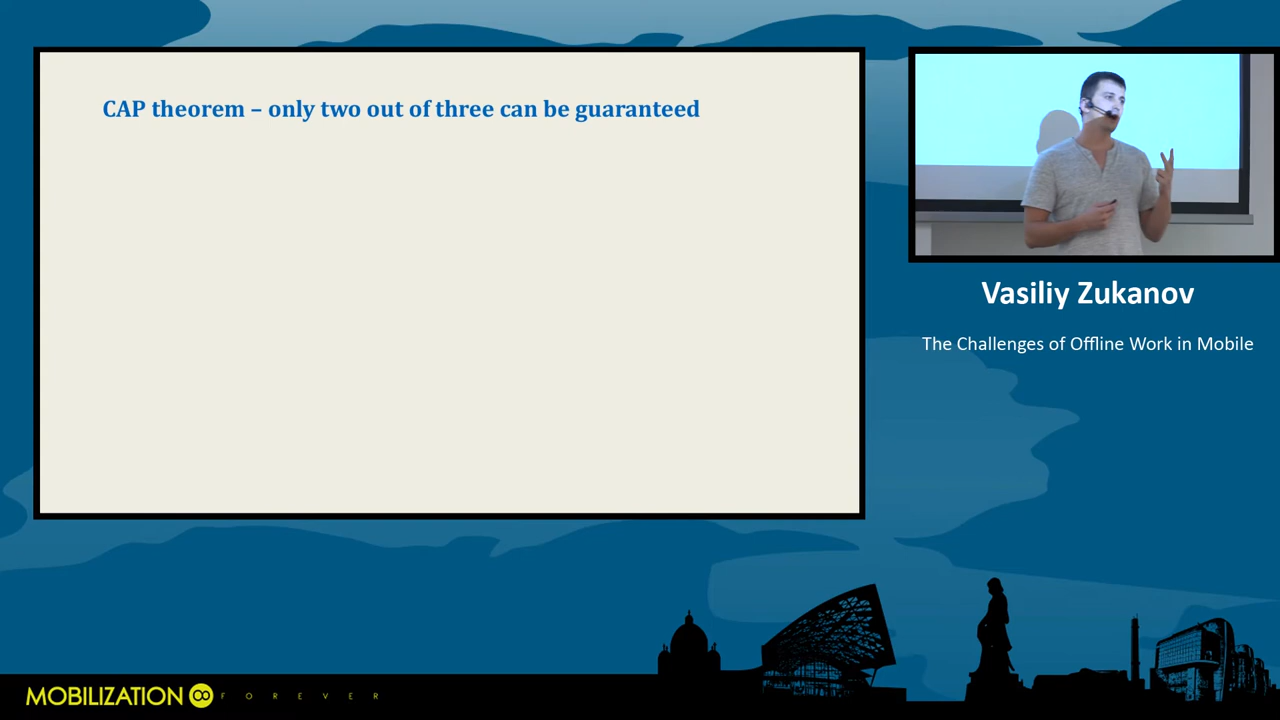 CAP theorem – only two out of three can be guaranteed
Vasiliy Zukanov
The Challenges of Offline Work in Mobile
MOBILIZATION FOREVER